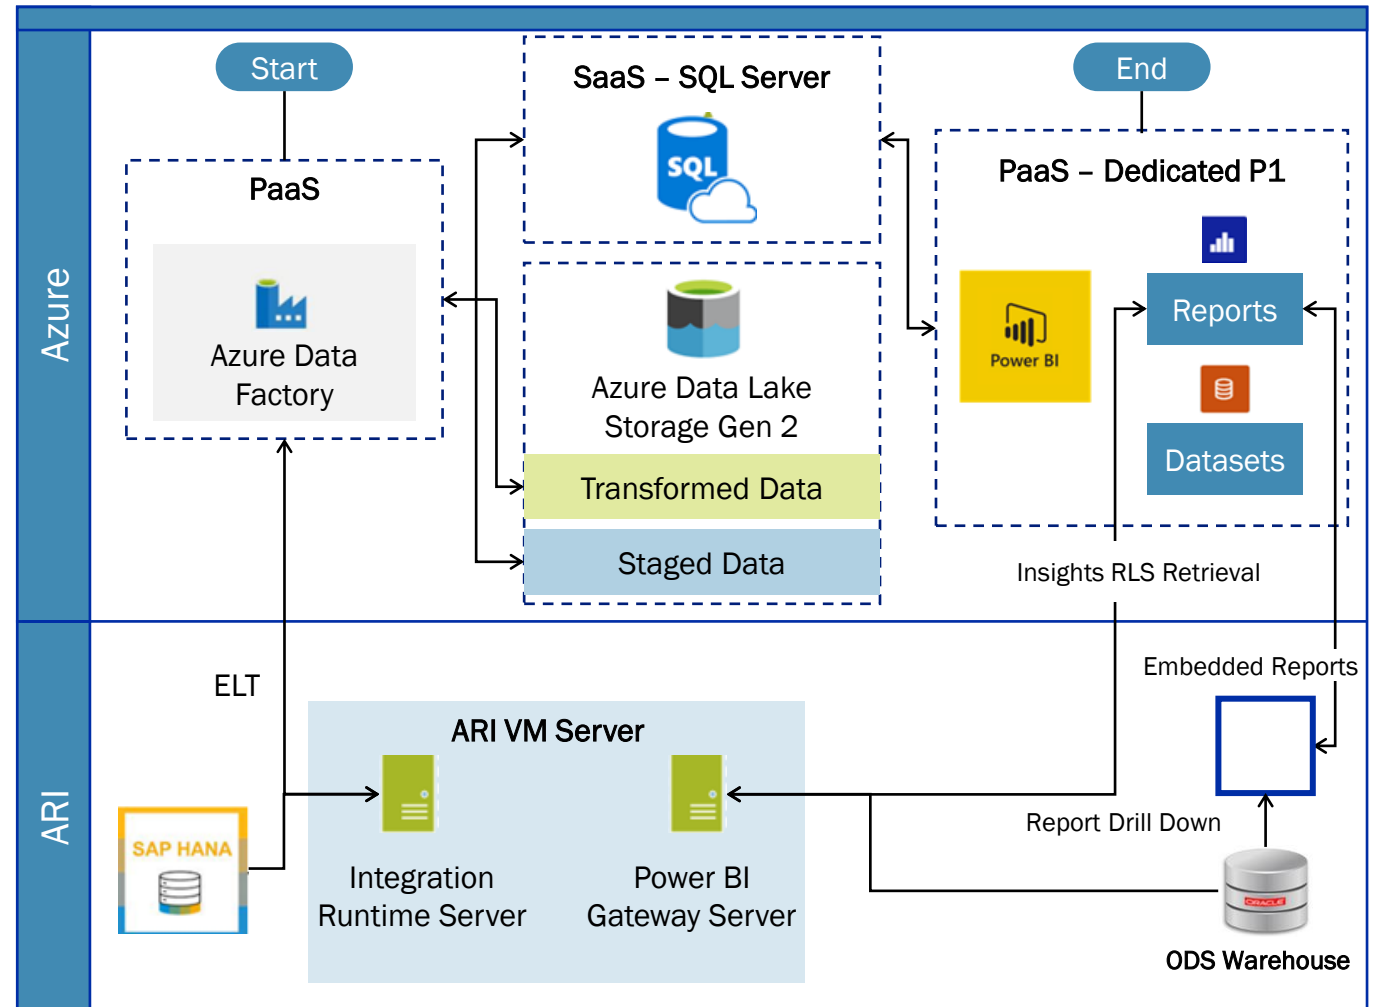 Start
SaaS – SQL Server
End
SQL
PaaS
PaaS – Dedicated P1
Azure
Azure Data
Factory
Azure Data Lake
Storage Gen 2
Transformed Data
Staged Data
Power BI
Reports
Datasets
Insights RLS Retrieval
ARI
ELT
Embedded Reports
ARI VM Server
Report Drill Down
SAP HANA
Integration
Runtime Server
Power BI
Gateway Server
ORACLE
ODS Warehouse